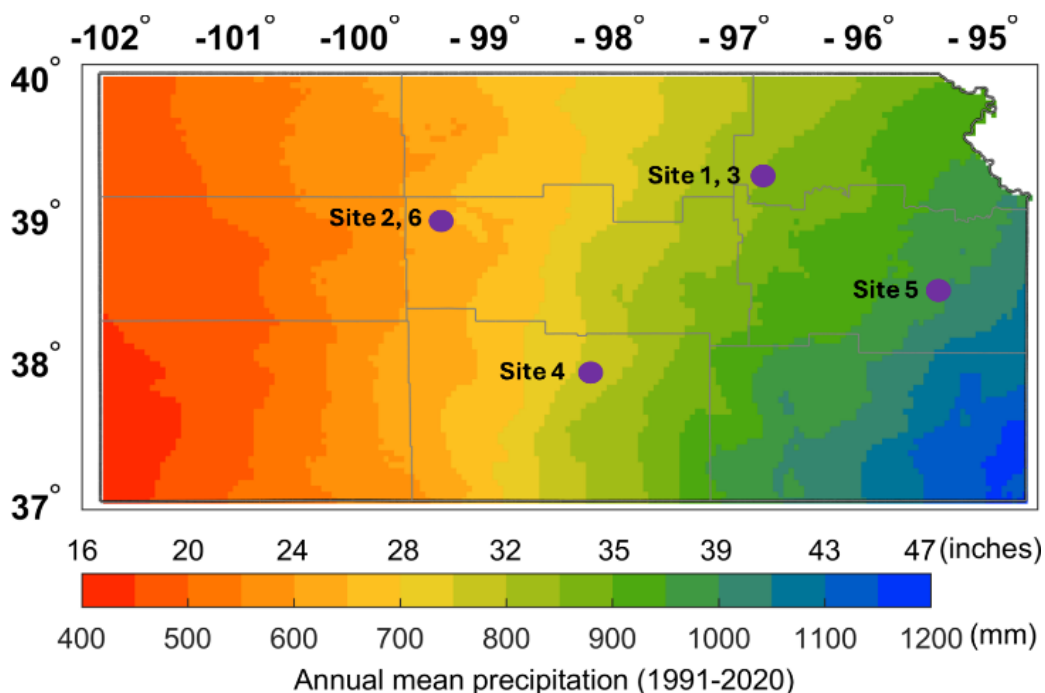 -102° -101° -100° - 99° - 98° - 97° - 96° - 95°
40°
Site 1, 3
39°
Site 2, 6
Site 5
38°
Site 4
37°
16 20 24 28 32 35 39 43 47 (inches)
400 500 600 700 800 900 1000 1100 1200 (mm)
Annual mean precipitation (1991-2020)